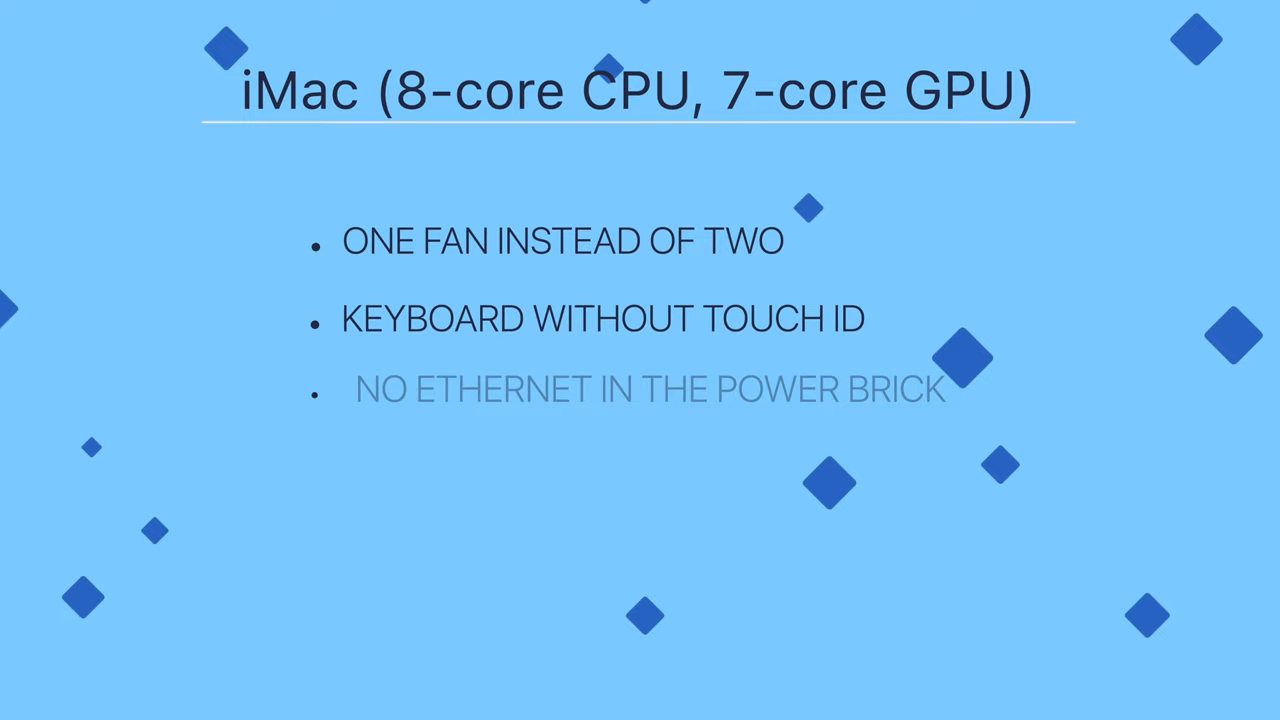 iMac (8-core CPU, 7-core GPU)
• ONE FAN INSTEAD OF TWO
• KEYBOARD WITHOUT TOUCH ID
• NO ETHERNET IN THE POWER BRICK